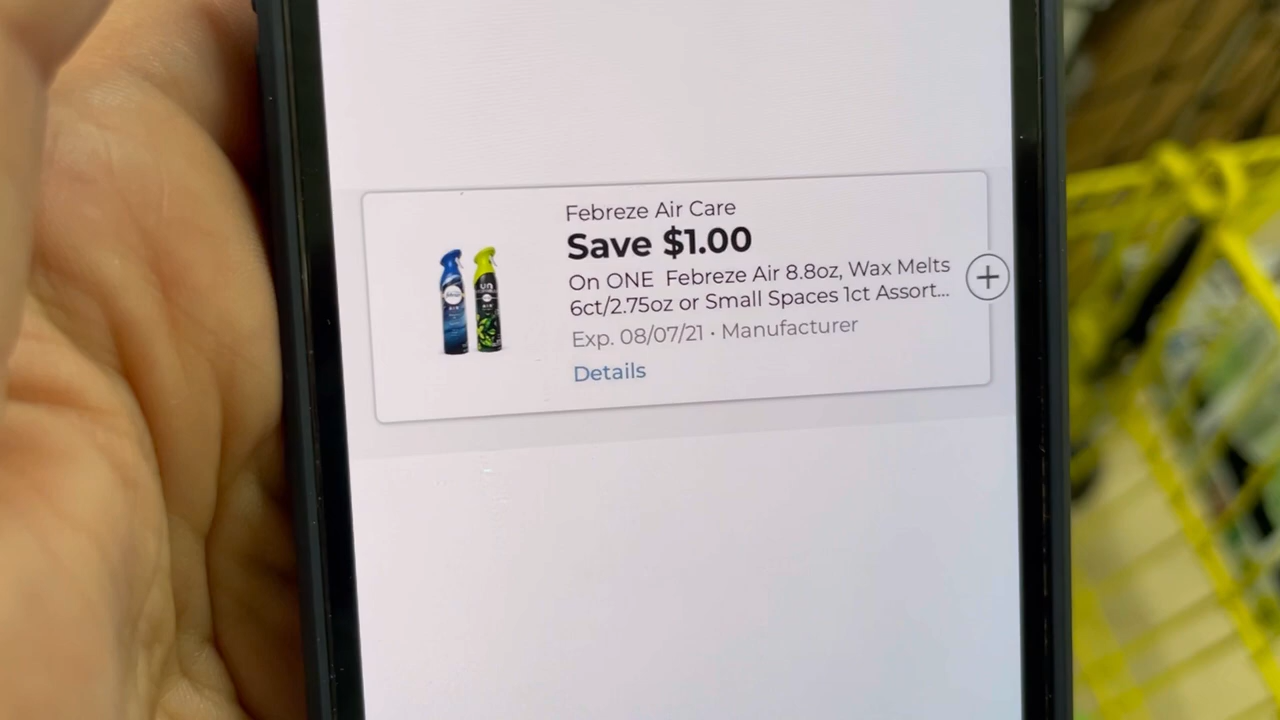 Febreze Air Care
Save $1.00
On ONE Febreze Air 8.8oz, Wax Melts
6ct/2.75oz or Small Spaces 1ct Assort...
Exp. 08/07/21 · Manufacturer
Details